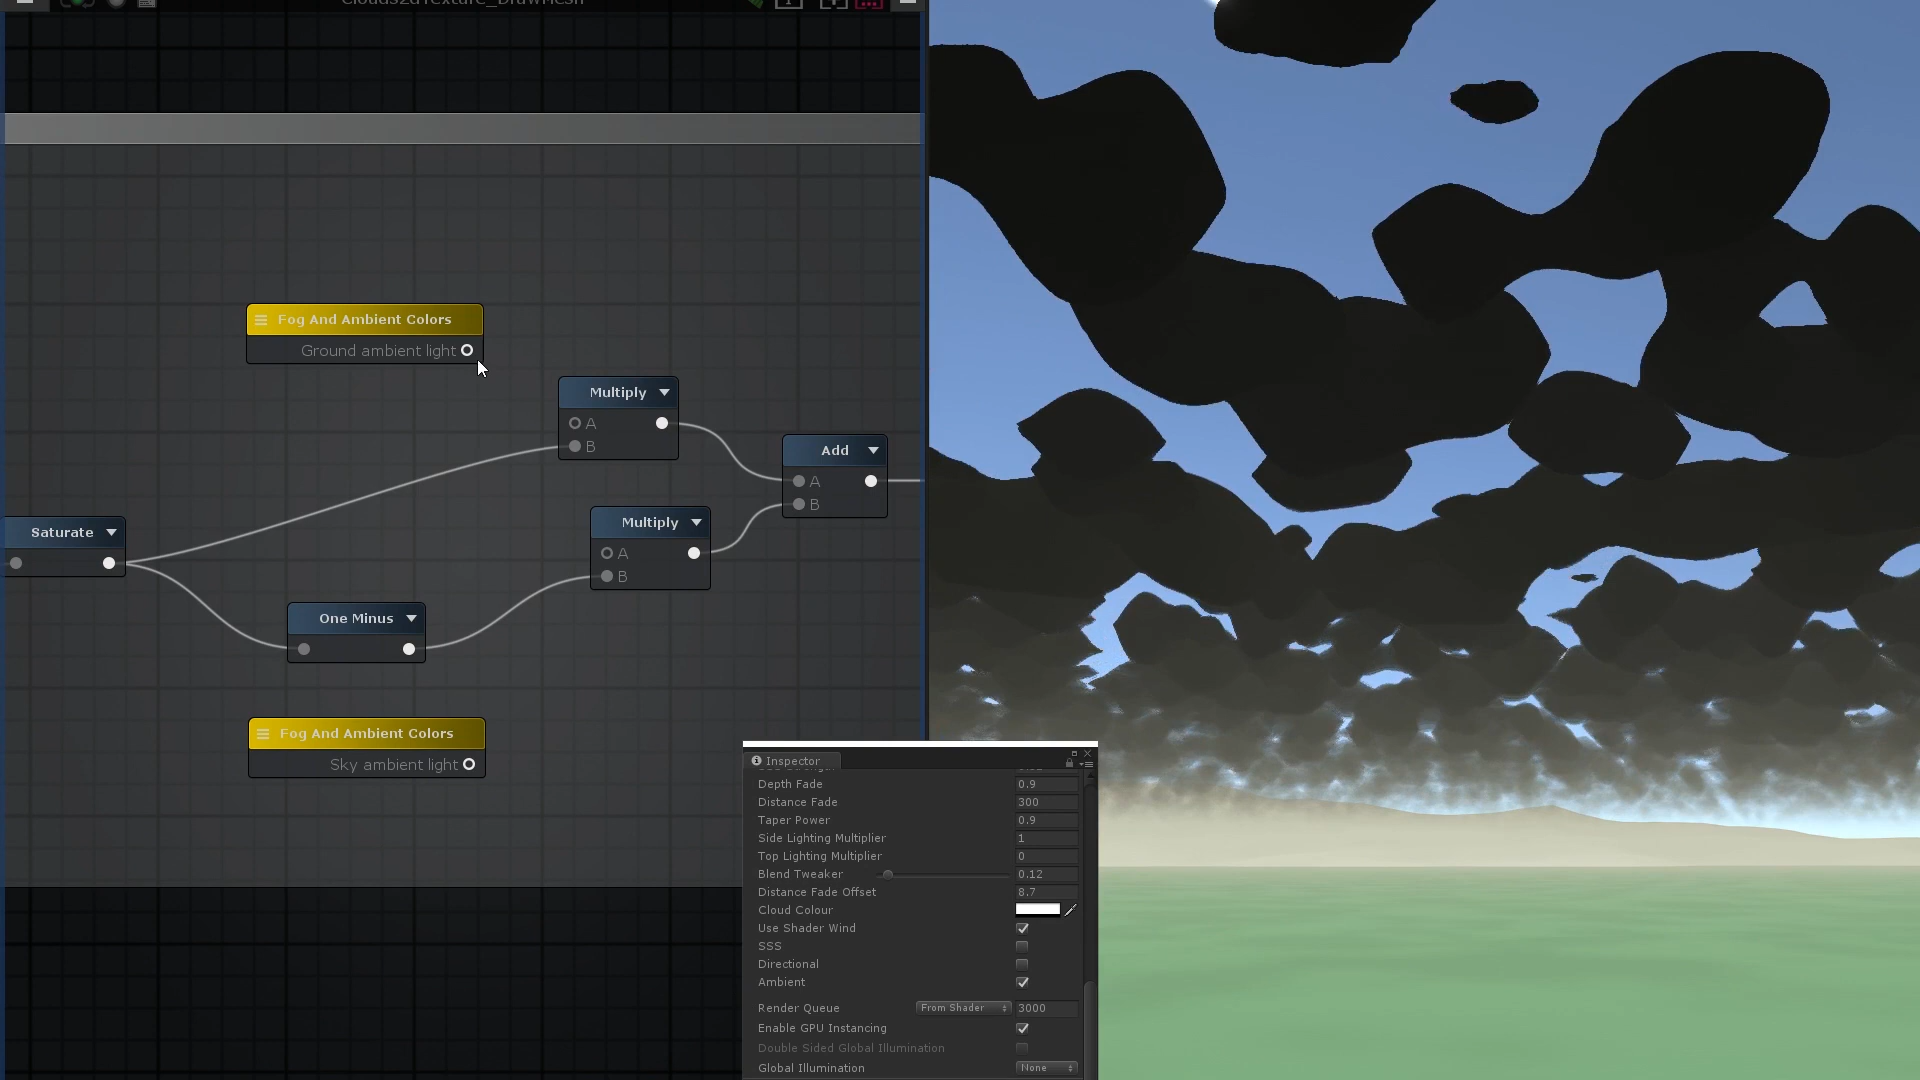 Clouds2dTexture_DrawMesh
Fog And Ambient Colors
Ground ambient light
Multiply
A
B
Add
A
B
Multiply
A
B
Saturate
One Minus
Fog And Ambient Colors
Sky ambient light
Inspector
Depth Fade 0.9
Distance Fade 300
Taper Power 0.9
Side Lighting Multiplier 1
Top Lighting Multiplier 0
Blend Tweaker 0.12
Distance Fade Offset 8.7
Cloud Colour
Use Shader Wind
SSS
Directional
Ambient
Render Queue From Shader 3000
Enable GPU Instancing
Double Sided Global Illumination
Global Illumination None